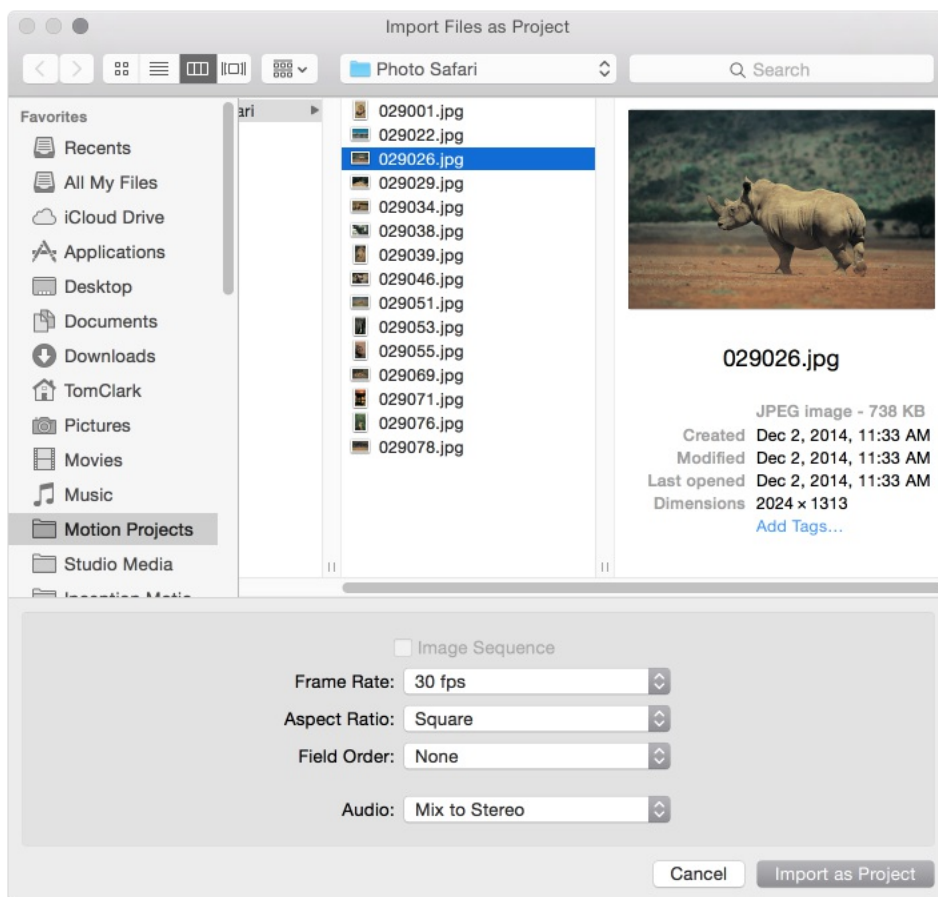 Import Files as Project
Photo Safari
Search
Favorites
Recents
All My Files
iCloud Drive
Applications
Desktop
Documents
Downloads
TomClark
Pictures
Movies
Music
Motion Projects
Studio Media
ari
029001.jpg
029022.jpg
029026.jpg
029029.jpg
029034.jpg
029038.jpg
029039.jpg
029046.jpg
029051.jpg
029053.jpg
029055.jpg
029069.jpg
029071.jpg
029076.jpg
029078.jpg
029026.jpg
JPEG image - 738 KB
Created Dec 2, 2014, 11:33 AM
Modified Dec 2, 2014, 11:33 AM
Last opened Dec 2, 2014, 11:33 AM
Dimensions 2024 × 1313
Add Tags…
Image Sequence
Frame Rate: 30 fps
Aspect Ratio: Square
Field Order: None
Audio: Mix to Stereo
Cancel Import as Project